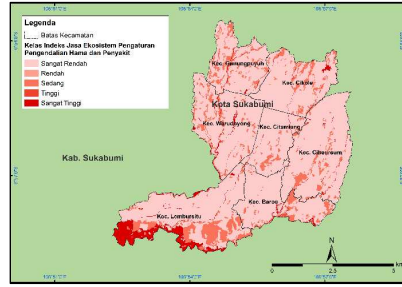 Legenda
Batas Kecamatan
Kelas Indeks Jasa Ekosistem Pengaturan
Pengendalian Hama dan Penyakit
Sangat Rendah
Rendah
Sedang
Tinggi
Sangat Tinggi
Kec. Gunungpuyuh
Kec. Cikole
Kota Sukabumi
Kec. Warudoyong
Kec. Citamiang
Kec. Cibeureum
Kab. Sukabumi
Kec. Baros
Kec. Lembursitu
N
0 2.5 5
km